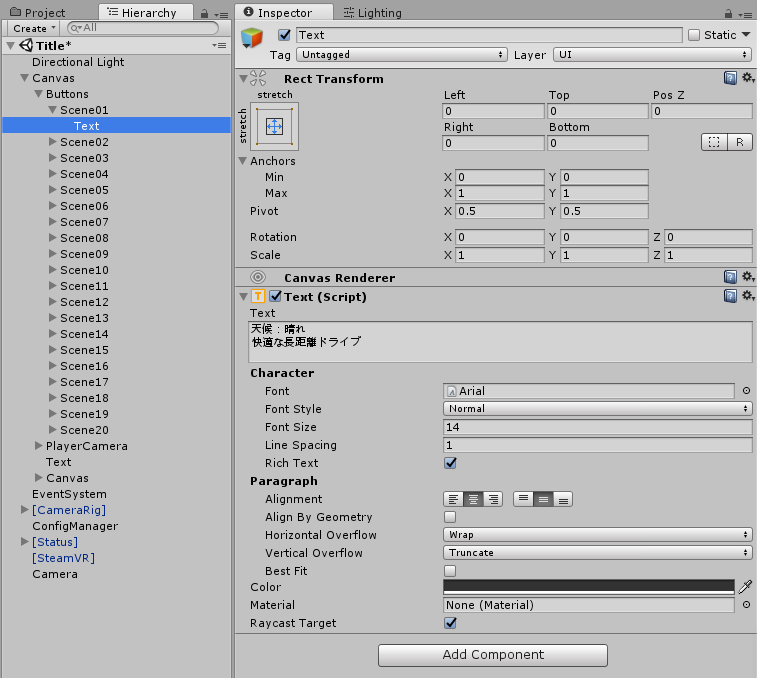 Project
Hierarchy
Create
All
Title*
Directional Light
Canvas
Buttons
Scene01
Text
Scene02
Scene03
Scene04
Scene05
Scene06
Scene07
Scene08
Scene09
Scene10
Scene11
Scene12
Scene13
Scene14
Scene15
Scene16
Scene17
Scene18
Scene19
Scene20
PlayerCamera
Text
Canvas
EventSystem
[CameraRig]
ConfigManager
[Status]
[SteamVR]
Camera
Inspector
Lighting
Text
Static
Tag Untagged Layer UI
Rect Transform
stretch
stretch
Left Top Pos Z
0 0 0
Right Bottom
0 0
R
Anchors
Min X 0 Y 0
Max X 1 Y 1
Pivot X 0.5 Y 0.5
Rotation X 0 Y 0 Z 0
Scale X 1 Y 1 Z 1
Canvas Renderer
T Text (Script)
Text
天候：晴れ
快適な長距離ドライブ
Character
Font Arial
Font Style Normal
Font Size 14
Line Spacing 1
Rich Text
Paragraph
Alignment
Align By Geometry
Horizontal Overflow Wrap
Vertical Overflow Truncate
Best Fit
Color
Material None (Material)
Raycast Target
Add Component